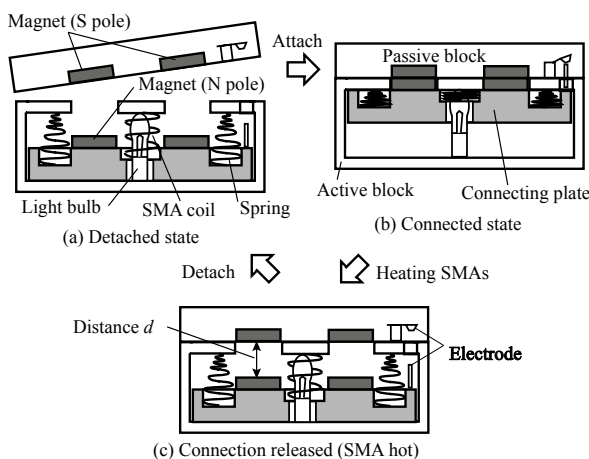 Magnet (S pole)
Attach
Passive block
Magnet (N pole)
Light bulb
SMA coil
Spring
Active block
Connecting plate
(a) Detached state
(b) Connected state
Detach
Heating SMAs
Distance d
Electrode
(c) Connection released (SMA hot)